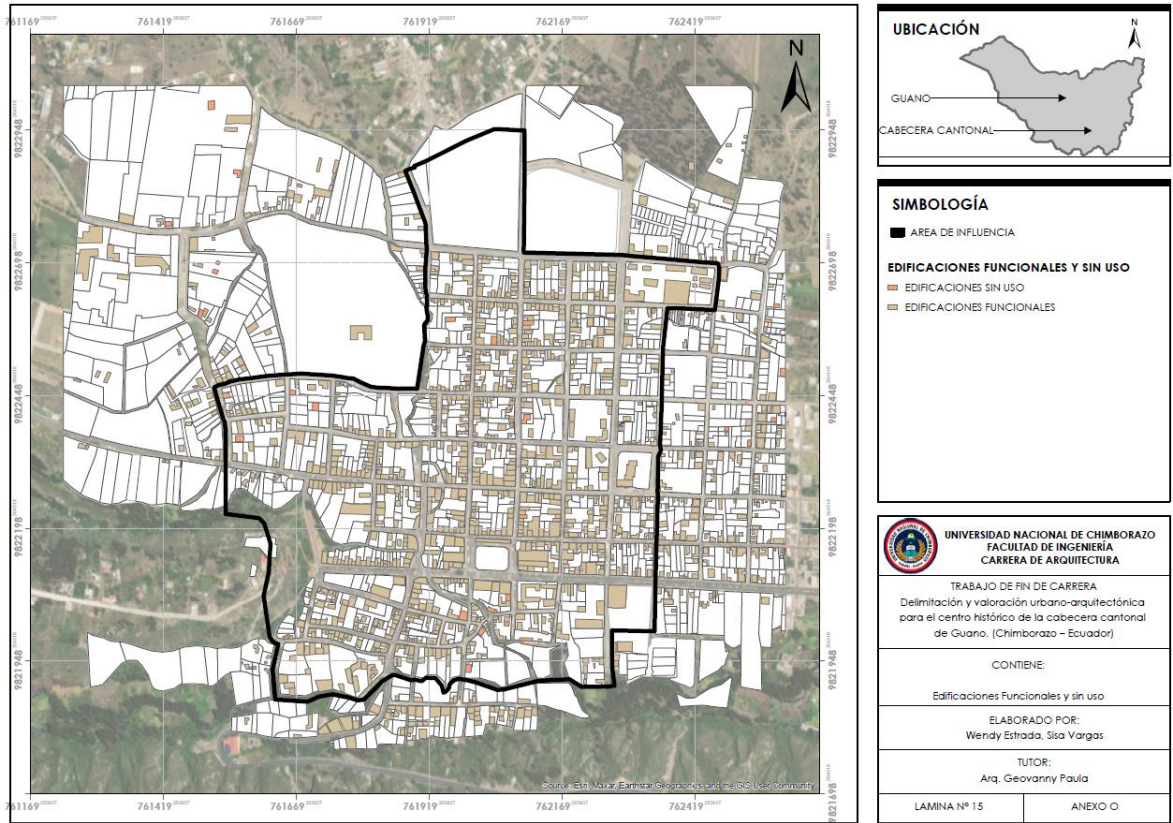 761169
761419
761669
761919
762169
762419
N
9822948
9822948
9822698
9822698
9822448
9822448
9822198
9822198
9821948
9821948
9821698
Source: Esri, Maxar, Earthstar Geographics, and the GIS User Community
761169
761419
761669
761919
762169
762419
UBICACIÓN
N
GUANO
CABECERA CANTONAL
SIMBOLOGÍA
AREA DE INFLUENCIA
EDIFICACIONES FUNCIONALES Y SIN USO
EDIFICACIONES SIN USO
EDIFICACIONES FUNCIONALES
UNIVERSIDAD NACIONAL DE CHIMBORAZO
FACULTAD DE INGENIERÍA
CARRERA DE ARQUITECTURA
TRABAJO DE FIN DE CARRERA
Delimitación y valoración urbano-arquitectónica
para el centro histórico de la cabecera cantonal
de Guano. (Chimborazo – Ecuador)
CONTIENE:
Edificaciones Funcionales y sin uso
ELABORADO POR:
Wendy Estrada, Sisa Vargas
TUTOR:
Arq. Geovanny Paula
LAMINA Nº 15
ANEXO O